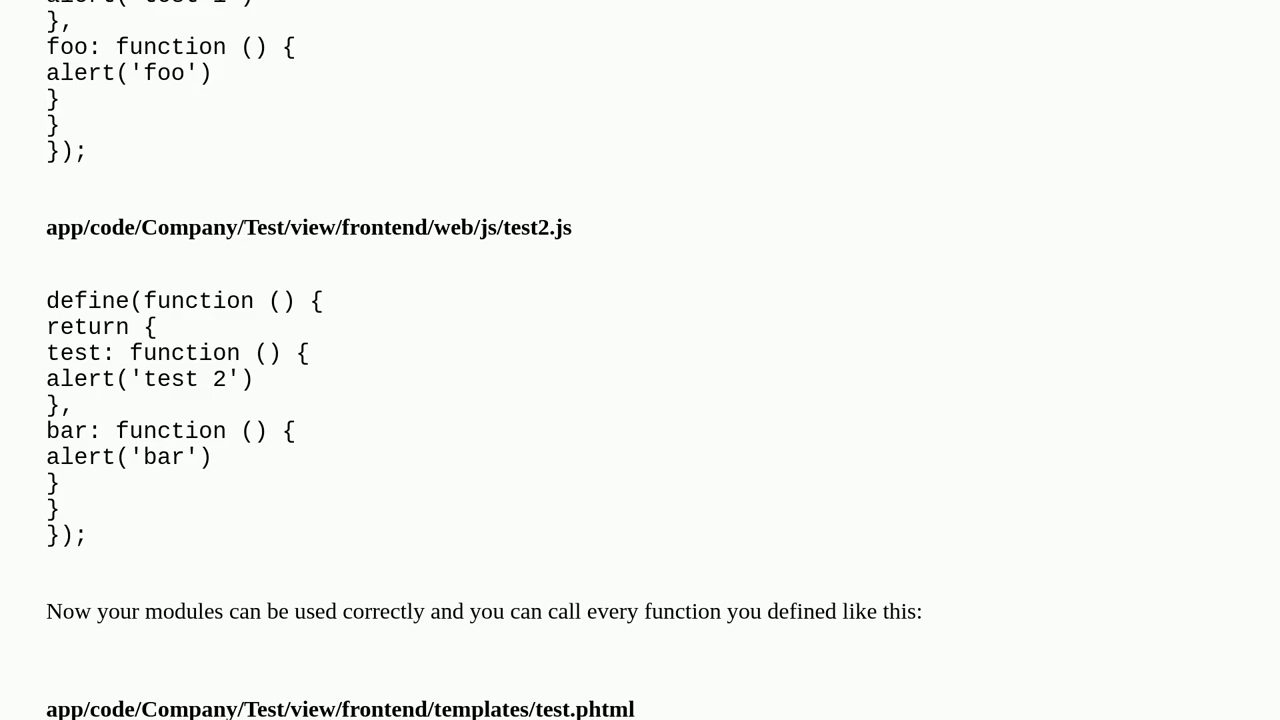 },
foo: function () {
alert('foo')
}
}
});
app/code/Company/Test/view/frontend/web/js/test2.js
define(function () {
return {
test: function () {
alert('test 2')
},
bar: function () {
alert('bar')
}
}
});
Now your modules can be used correctly and you can call every function you defined like this:
app/code/Company/Test/view/frontend/templates/test.phtml